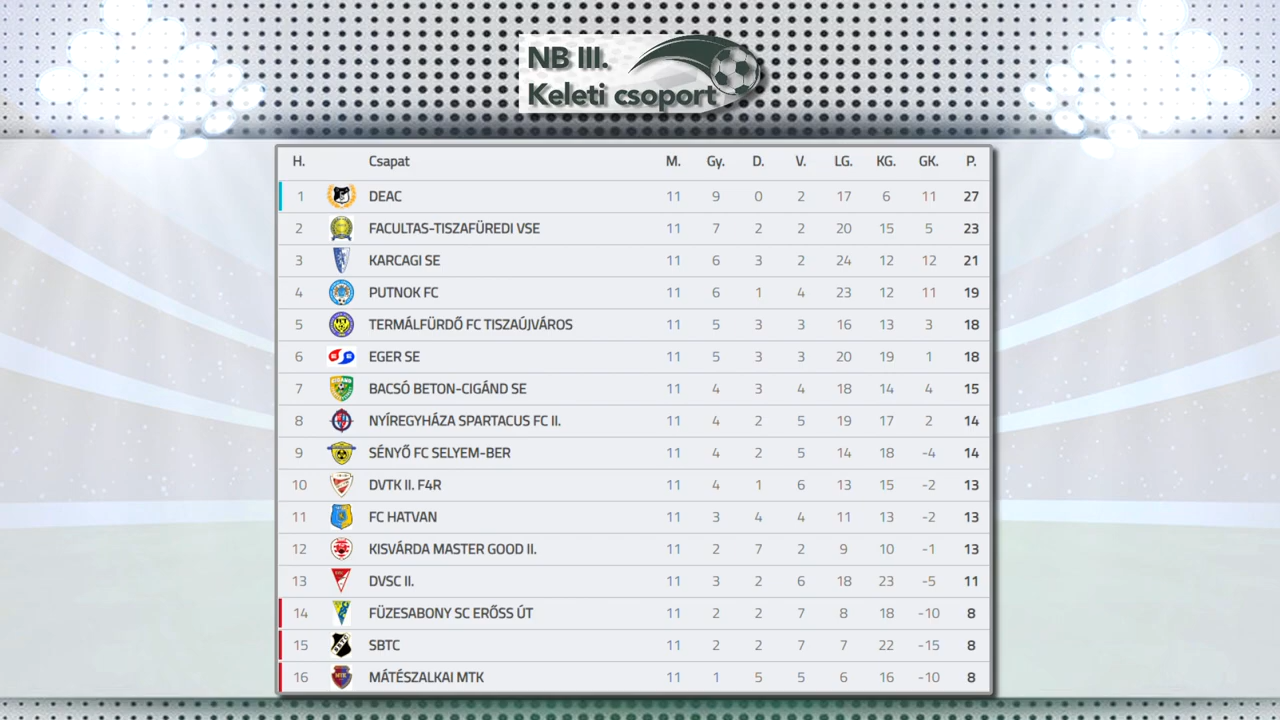 NB III.
Keleti csoport
H. Csapat M. Gy. D. V. LG. KG. GK. P.
1 DEAC 11 9 0 2 17 6 11 27
2 FACULTAS-TISZAFÜREDI VSE 11 7 2 2 20 15 5 23
3 KARCAGI SE 11 6 3 2 24 12 12 21
4 PUTNOK FC 11 6 1 4 23 12 11 19
5 TERMÁLFÜRDŐ FC TISZAÚJVÁROS 11 5 3 3 16 13 3 18
6 EGER SE 11 5 3 3 20 19 1 18
7 BACSÓ BETON-CIGÁND SE 11 4 3 4 18 14 4 15
8 NYÍREGYHÁZA SPARTACUS FC II. 11 4 2 5 19 17 2 14
9 SÉNYŐ FC SELYEM-BER 11 4 2 5 14 18 -4 14
10 DVTK II. F4R 11 4 1 6 13 15 -2 13
11 FC HATVAN 11 3 4 4 11 13 -2 13
12 KISVÁRDA MASTER GOOD II. 11 2 7 2 9 10 -1 13
13 DVSC II. 11 3 2 6 18 23 -5 11
14 FÜZESABONY SC ERŐSS ÚT 11 2 2 7 8 18 -10 8
15 SBTC 11 2 2 7 7 22 -15 8
16 MÁTÉSZALKAI MTK 11 1 5 5 6 16 -10 8